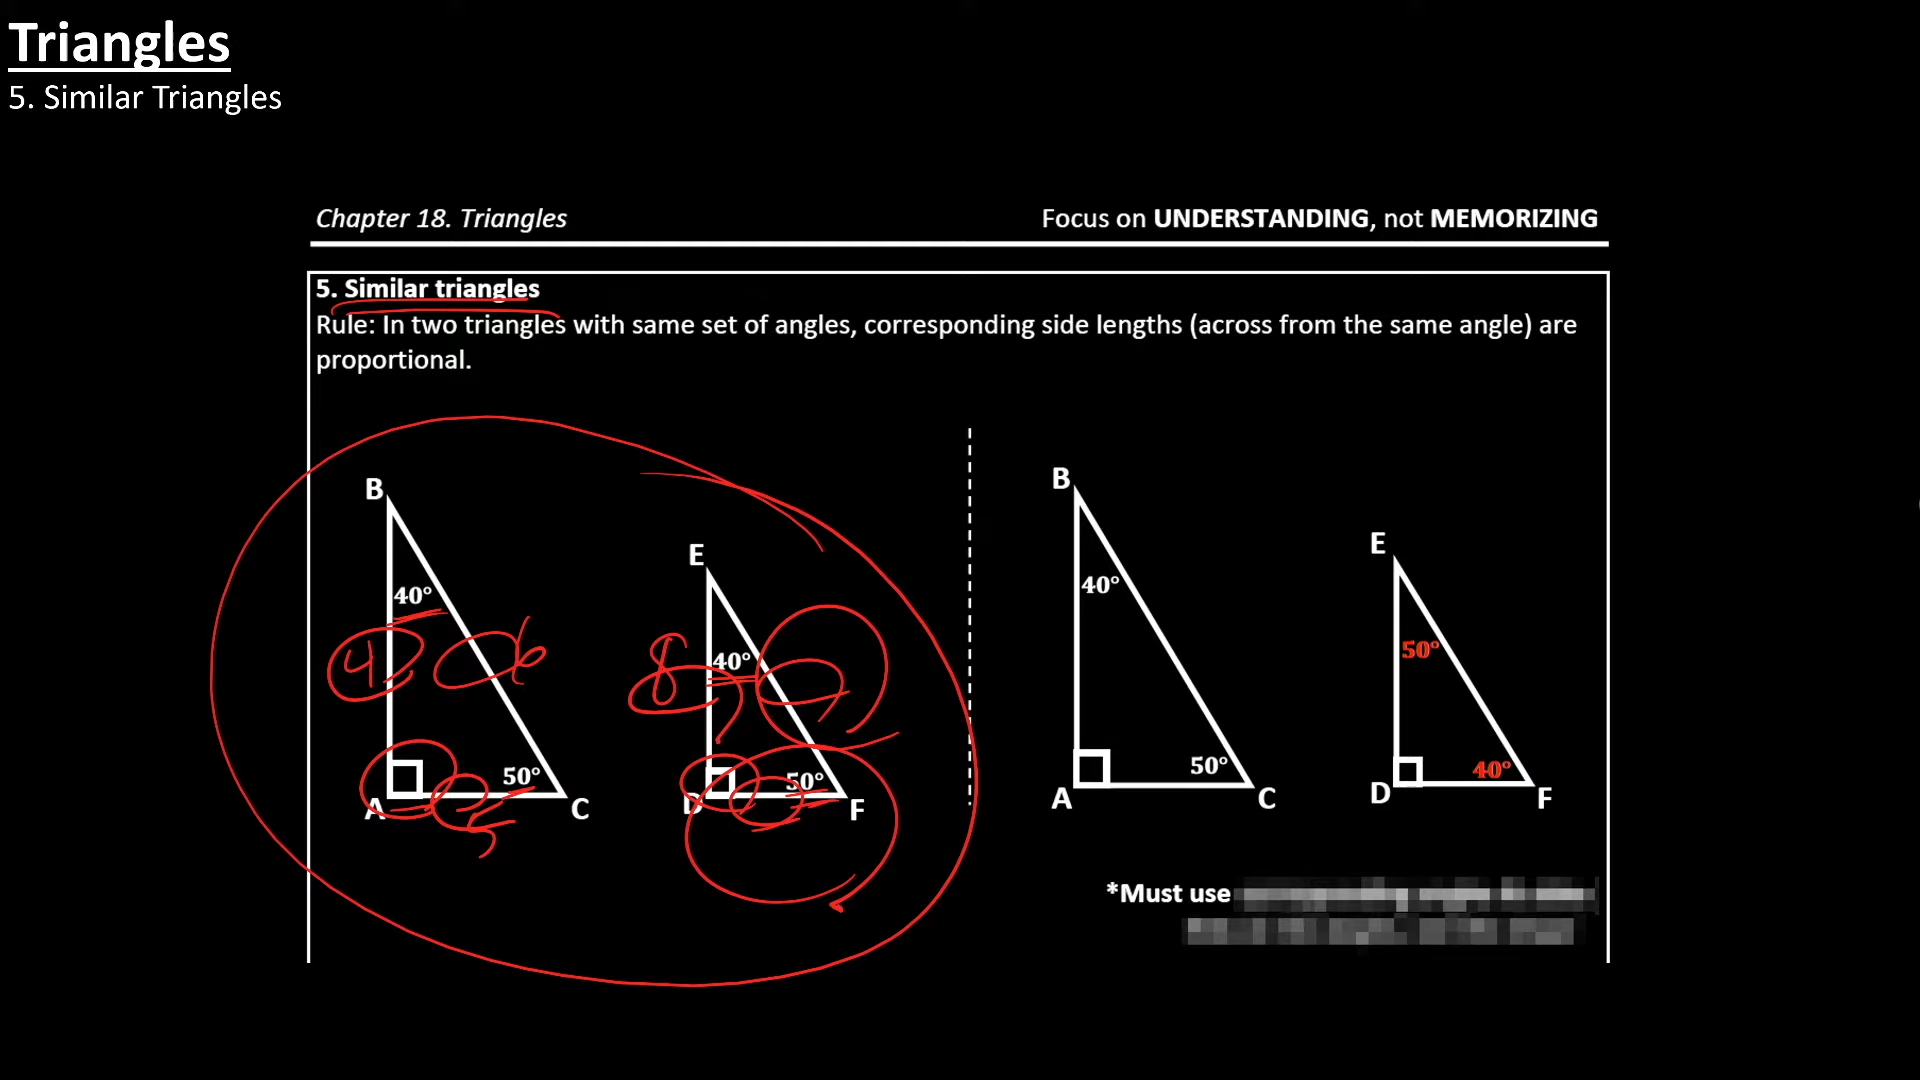 Triangles
5. Similar Triangles
Chapter 18. Triangles
Focus on UNDERSTANDING, not MEMORIZING
5. Similar triangles
Rule: In two triangles with same set of angles, corresponding side lengths (across from the same angle) are
proportional.
B
40°
4
6
A
50°
C
5
E
8
40°
D
50°
F
B
40°
A
50°
C
E
50°
D
40°
F
*Must use